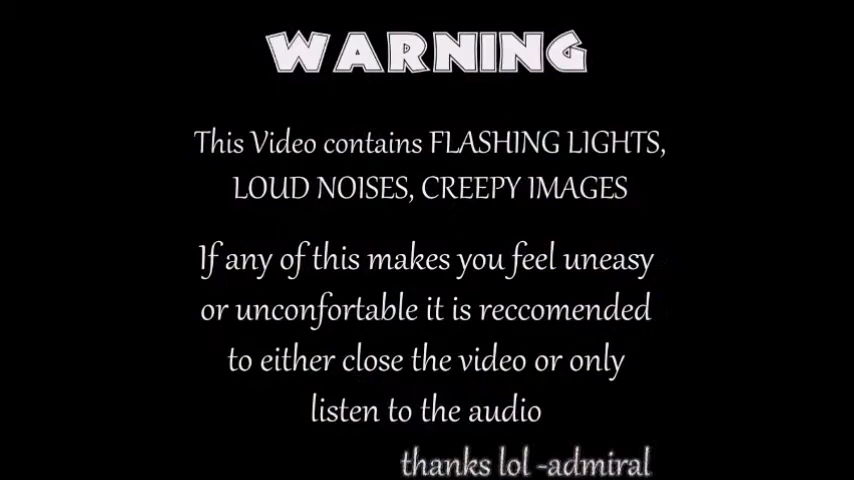 WARNING
This Video contains FLASHING LIGHTS,
LOUD NOISES, CREEPY IMAGES
If any of this makes you feel uneasy
or unconfortable it is reccomended
to either close the video or only
listen to the audio
thanks lol -admiral